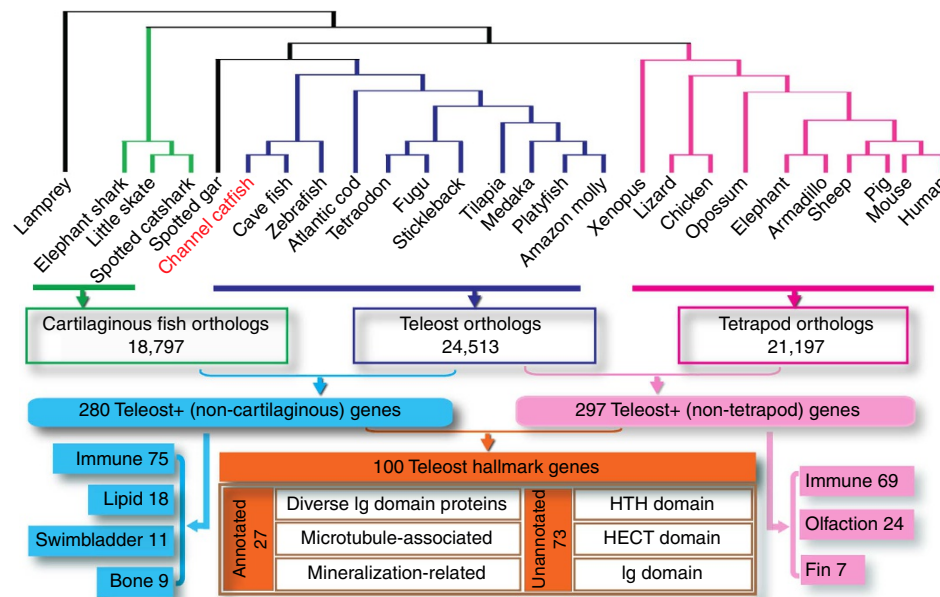 Lamprey
Elephant shark
Little skate
Spotted catshark
Spotted gar
Channel catfish
Cave fish
Zebrafish
Atlantic cod
Tetraodon
Fugu
Stickleback
Tilapia
Medaka
Platyfish
Amazon molly
Xenopus
Lizard
Chicken
Opossum
Elephant
Armadillo
Sheep
Pig
Mouse
Human
Cartilaginous fish orthologs
18,797
Teleost orthologs
24,513
Tetrapod orthologs
21,197
280 Teleost+ (non-cartilaginous) genes
297 Teleost+ (non-tetrapod) genes
Immune 75
Lipid 18
Swimbladder 11
Bone 9
100 Teleost hallmark genes
Annotated
27
Diverse Ig domain proteins
Microtubule-associated
Mineralization-related
Unannotated
73
HTH domain
HECT domain
Ig domain
Immune 69
Olfaction 24
Fin 7